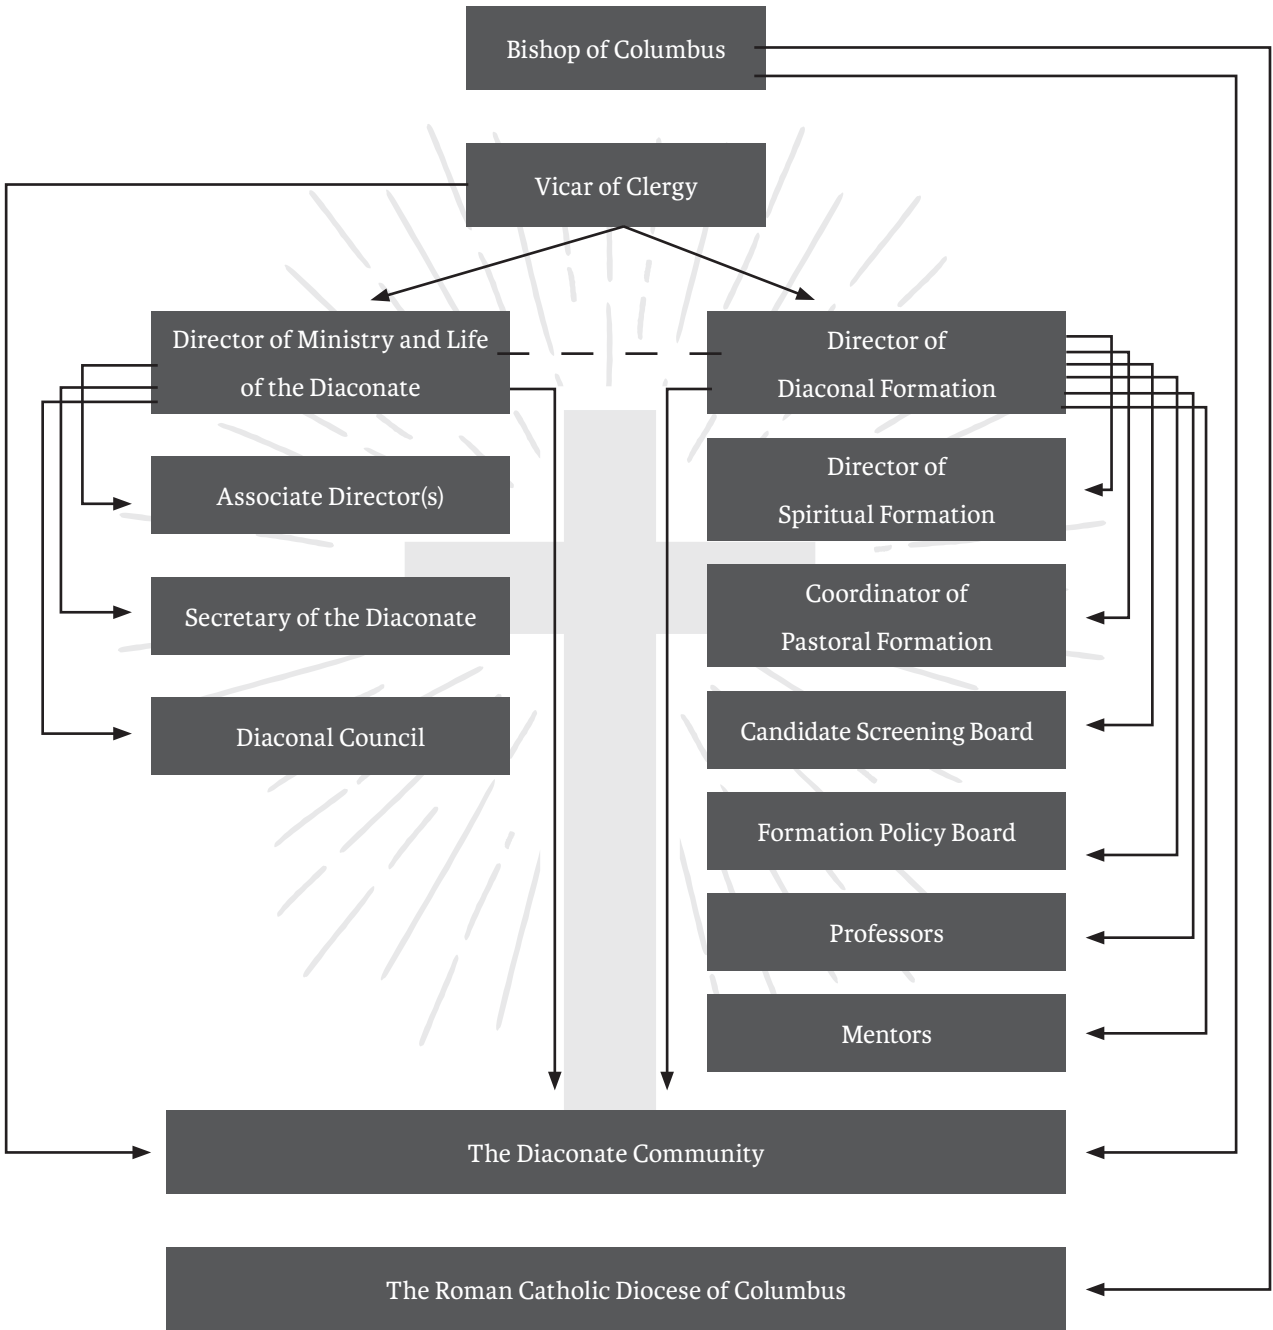 Bishop of Columbus
Vicar of Clergy
Director of Ministry and Life
of the Diaconate
Associate Director(s)
Secretary of the Diaconate
Diaconal Council
Director of
Diaconal Formation
Director of
Spiritual Formation
Coordinator of
Pastoral Formation
Candidate Screening Board
Formation Policy Board
Professors
Mentors
The Diaconate Community
The Roman Catholic Diocese of Columbus